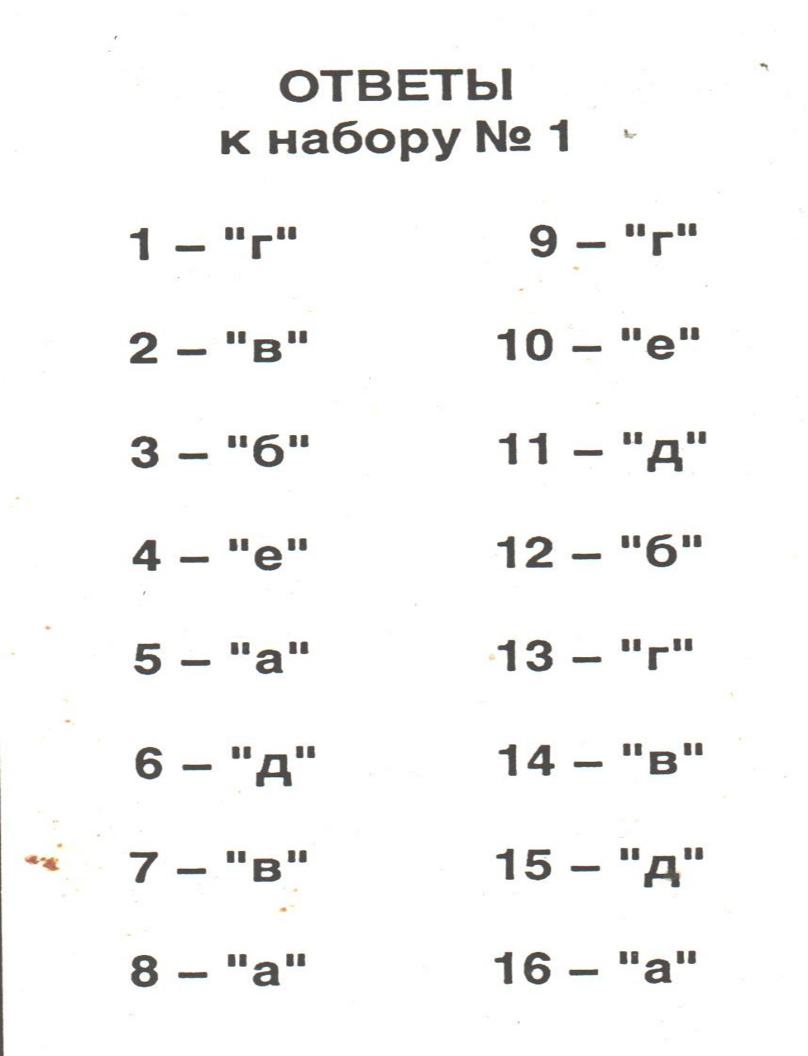 ОТВЕТЫ
к набору № 1
1 – "г"
2 – "в"
3 – "б"
4 – "е"
5 – "а"
6 – "д"
7 – "в"
8 – "а"
9 – "г"
10 – "е"
11 – "д"
12 – "б"
13 – "г"
14 – "в"
15 – "д"
16 – "а"